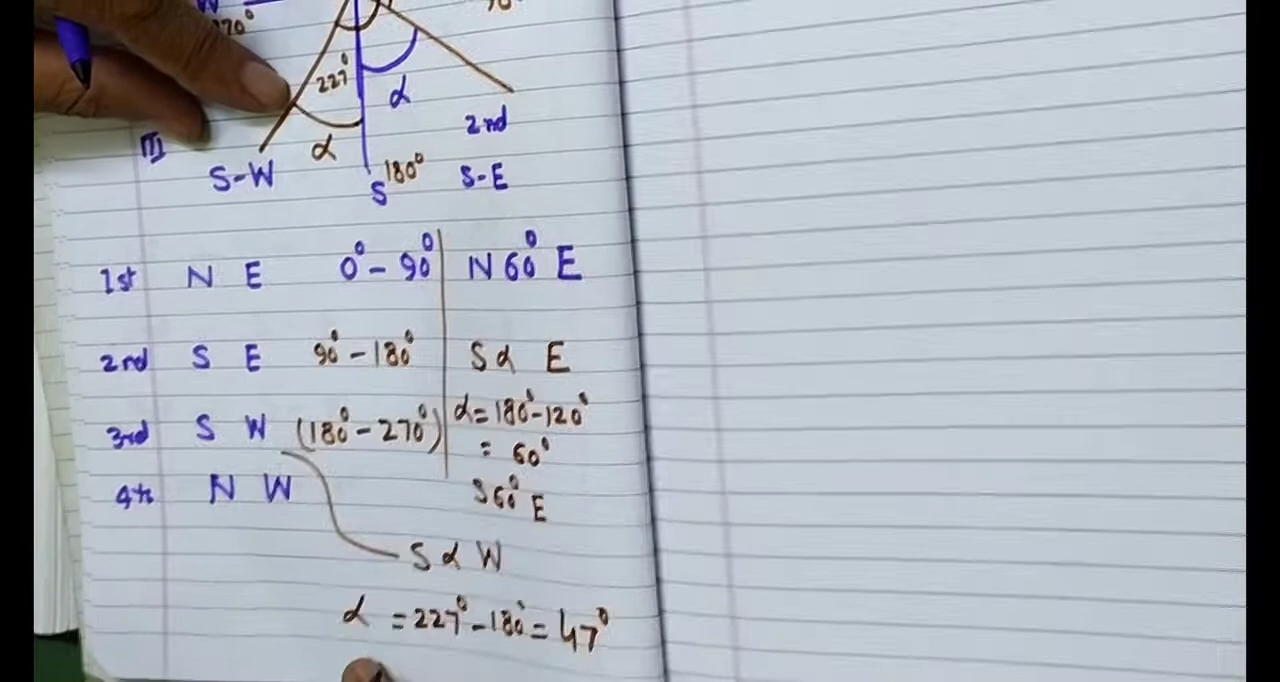 W
270°
227°
α
2nd
III
α
S-W
S 180°
S-E
1st N E 0° - 90° N 60° E
2nd S E 90° - 180° S α E
3rd S W (180° - 270°) α = 180° - 120°
= 60°
4th N W S 60° E
S α W
α = 227° - 180° = 47°